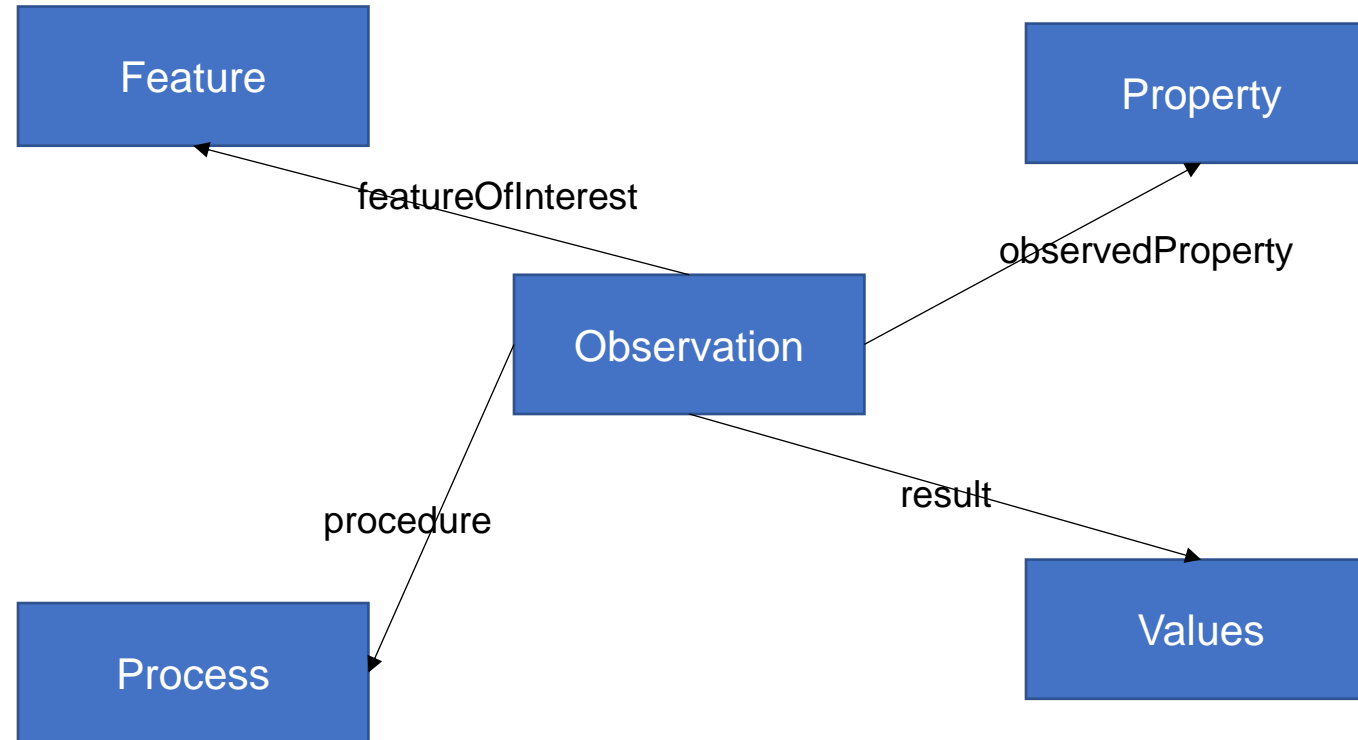 Feature
Property
featureOfInterest
observedProperty
Observation
result
procedure
Values
Process